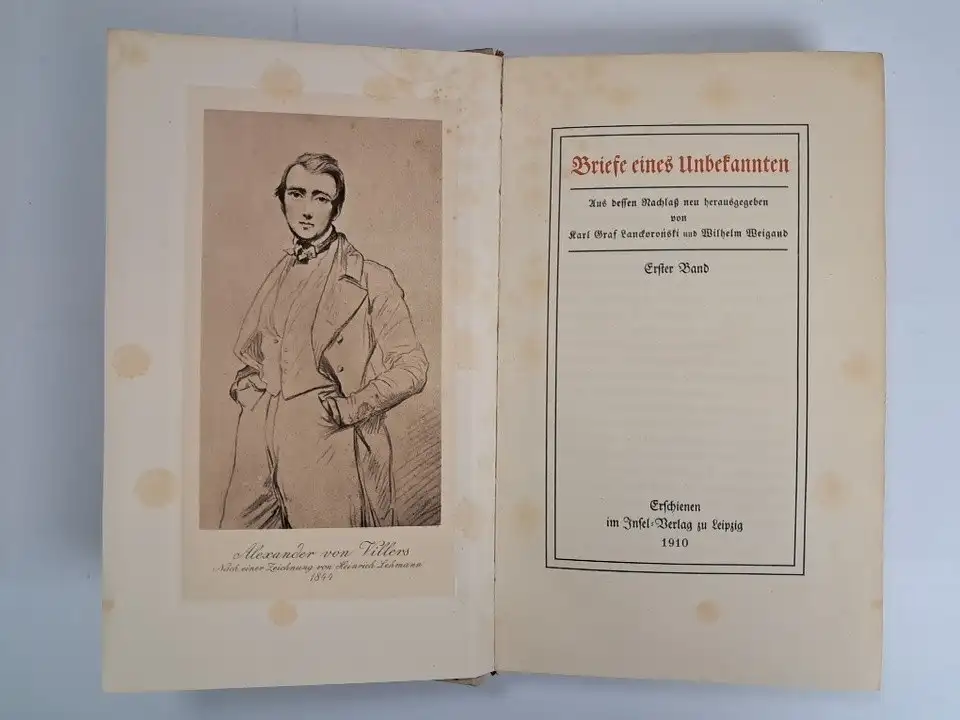 Alexander von Villers
Nach einer Zeichnung von Heinrich Lehmann
1844
Briefe eines Unbekannten
Aus dessen Nachlaß neu herausgegeben
von
Karl Graf Lanckoroński und Wilhelm Weigand
Erster Band
Erschienen
im Insel-Verlag zu Leipzig
1910